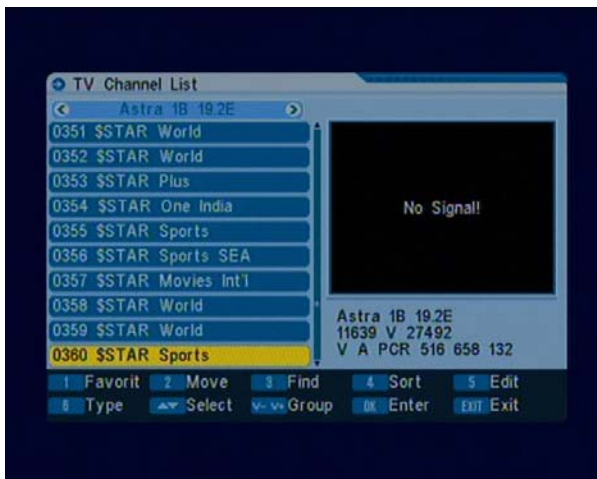 TV Channel List
Astra 1B 19.2E
0351 $STAR World
0352 $STAR World
0353 $STAR Plus
0354 $STAR One India
0355 $STAR Sports
0356 $STAR Sports SEA
0357 $STAR Movies Int'l
0358 $STAR World
0359 $STAR World
0360 $STAR Sports
No Signal!
Astra 1B 19.2E
11639 V 27492
V A PCR 516 658 132
1 Favorit 2 Move 3 Find 4 Sort 5 Edit
6 Type Select V- V+ Group OK Enter EXIT Exit